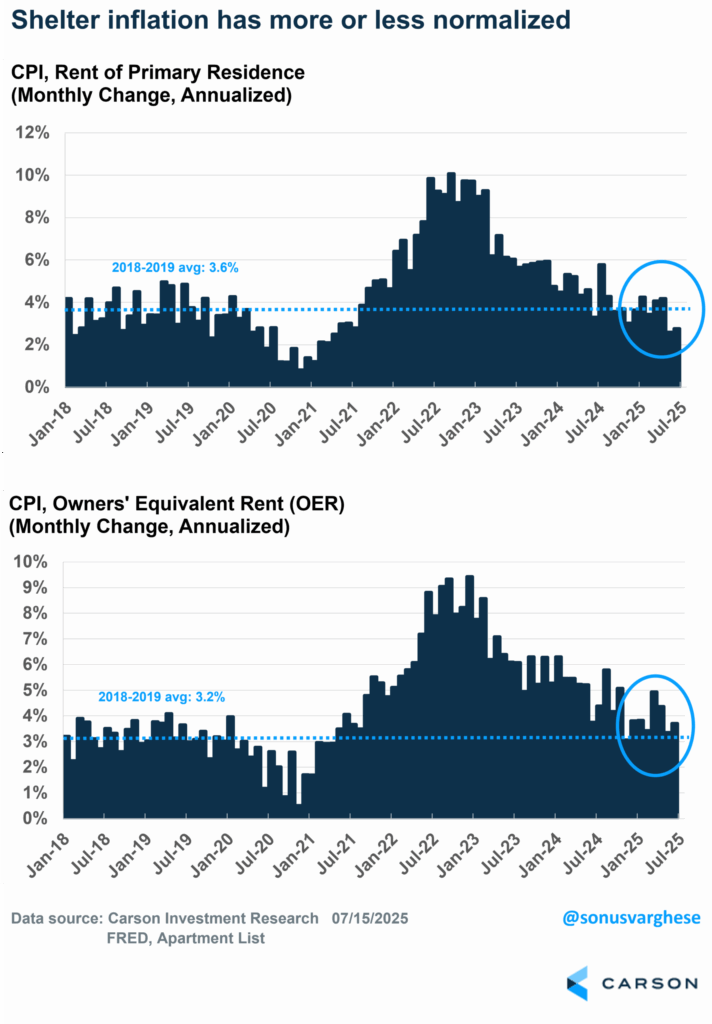 Shelter inflation has more or less normalized
CPI, Rent of Primary Residence
(Monthly Change, Annualized)
12%
10%
8%
6%
4%
2%
0%
2018-2019 avg: 3.6%
Jan-18
Jul-18
Jan-19
Jul-19
Jan-20
Jul-20
Jan-21
Jul-21
Jan-22
Jul-22
Jan-23
Jul-23
Jan-24
Jul-24
Jan-25
Jul-25
CPI, Owners' Equivalent Rent (OER)
(Monthly Change, Annualized)
10%
9%
8%
7%
6%
5%
4%
3%
2%
1%
0%
2018-2019 avg: 3.2%
Jan-18
Jul-18
Jan-19
Jul-19
Jan-20
Jul-20
Jan-21
Jul-21
Jan-22
Jul-22
Jan-23
Jul-23
Jan-24
Jul-24
Jan-25
Jul-25
Data source: Carson Investment Research 07/15/2025
FRED, Apartment List
@sonusvarghese
CARSON